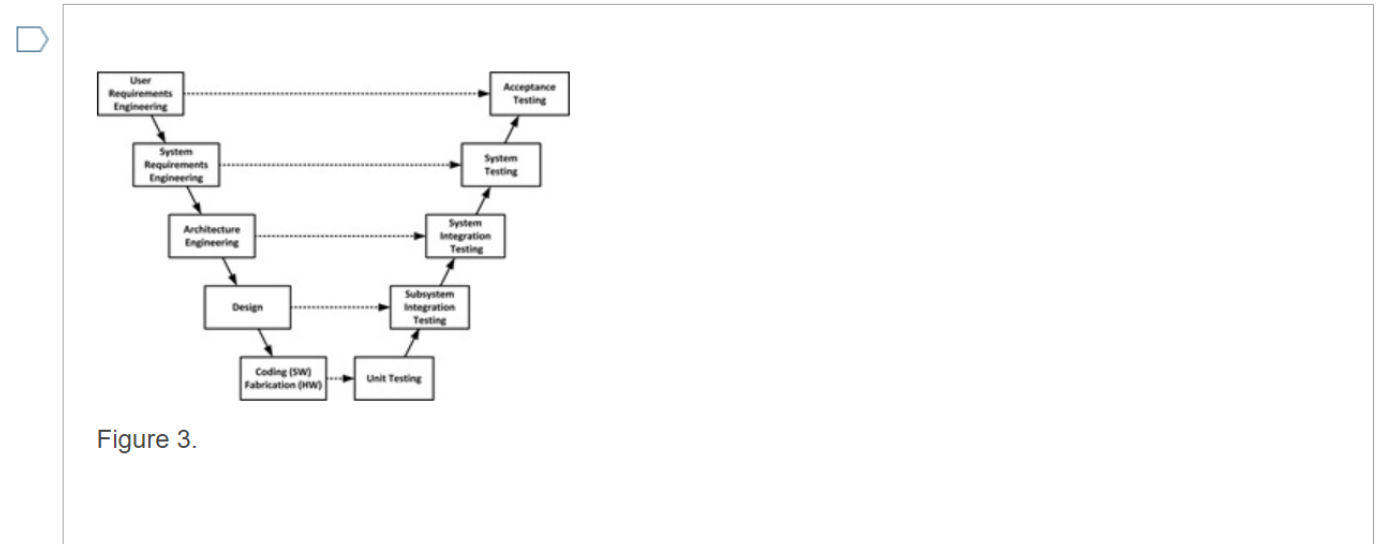 User
Requirements
Engineering
Acceptance
Testing
System
Requirements
Engineering
System
Testing
Architecture
Engineering
System
Integration
Testing
Design
Subsystem
Integration
Testing
Coding (SW)
Fabrication (HW)
Unit Testing
Figure 3.